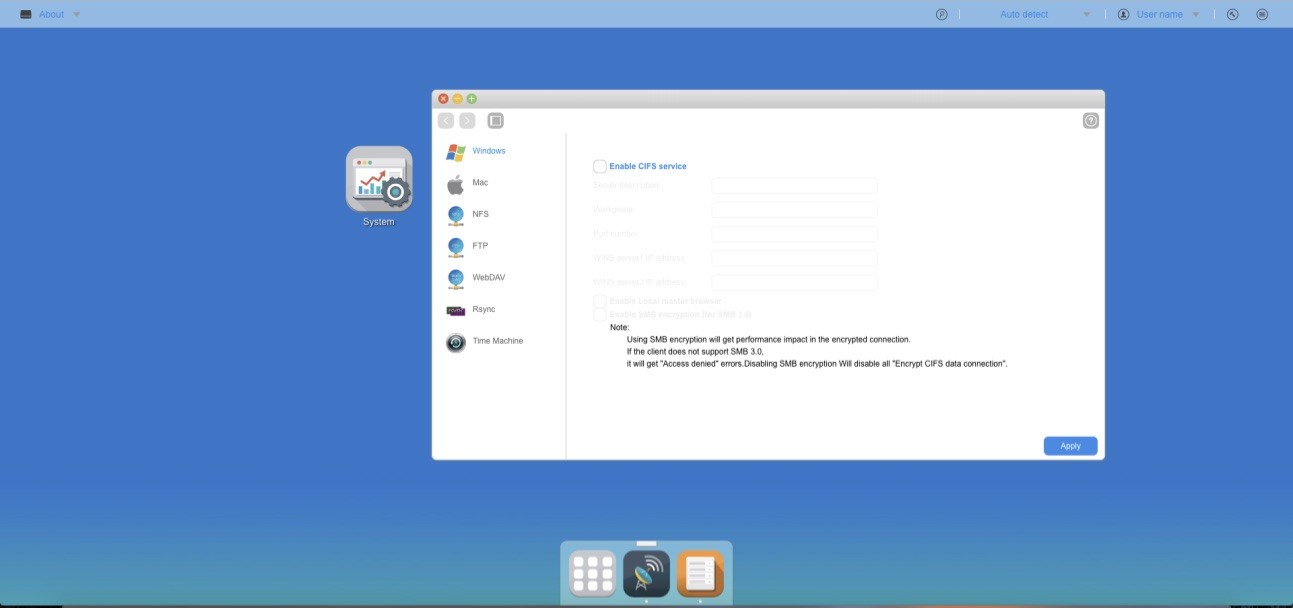 About
Auto detect
User name
System
Windows
Mac
NFS
FTP
WebDAV
Rsync
Time Machine
Enable CIFS service
Server description:
Workgroup:
Port number:
WINS server1 IP address:
WINS server2 IP address:
Enable Local master browser
Enable SMB encryption (for SMB 3.0)
Note:
Using SMB encryption will get performance impact in the encrypted connection.
If the client does not support SMB 3.0,
it will get "Access denied" errors.Disabling SMB encryption Will disable all "Encrypt CIFS data connection".
Apply